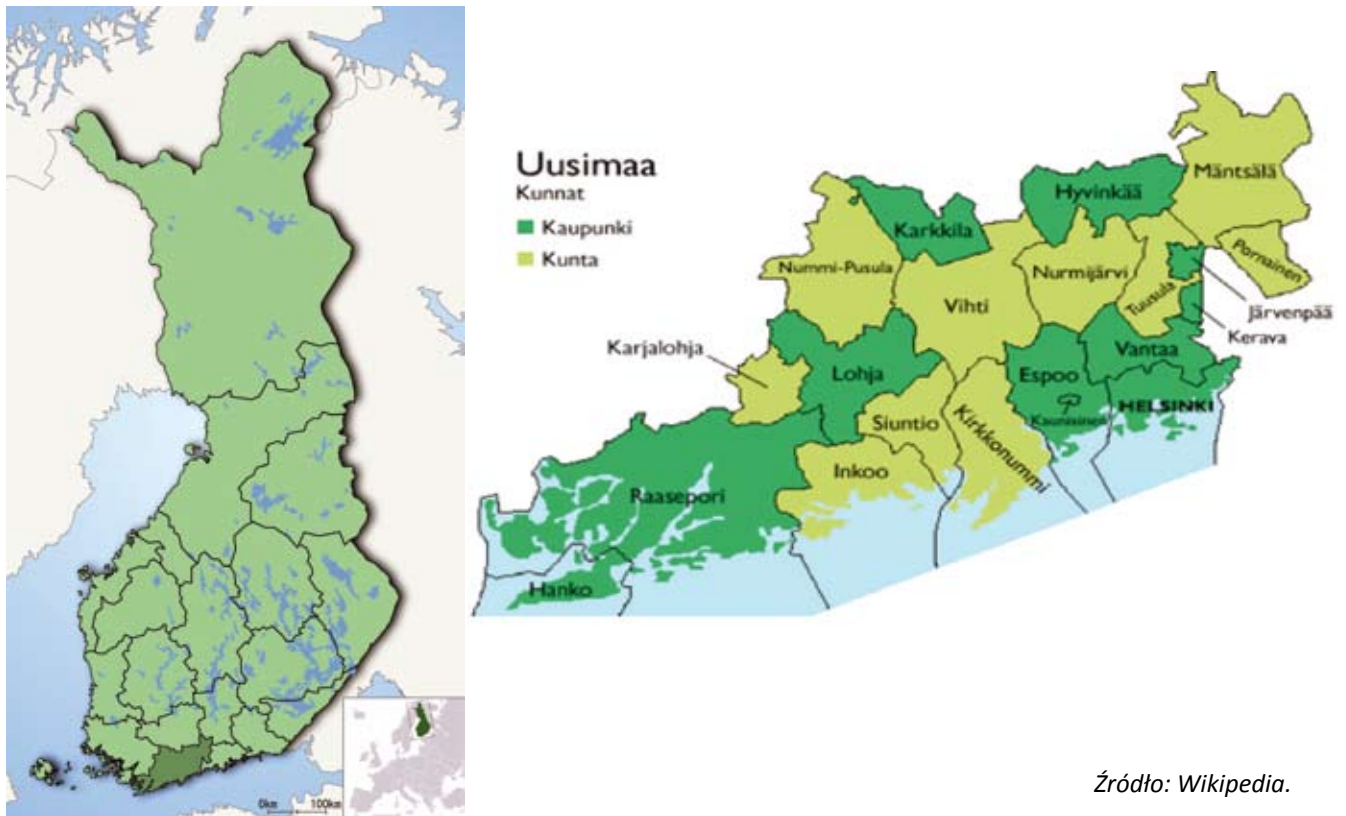 Uusimaa
Kunnat
Kaupunki
Kunta
Mäntsälä
Hyvinkää
Karkkila
Pornainen
Nummi-Pusula
Nurmijärvi
Vihti
Tuusula
Järvenpää
Kerava
Karjalohja
Vantaa
Lohja
Espoo
HELSINKI
Kauniainen
Siuntio
Kirkkonummi
Inkoo
Raasepori
Hanko
0km 100km
Źródło: Wikipedia.